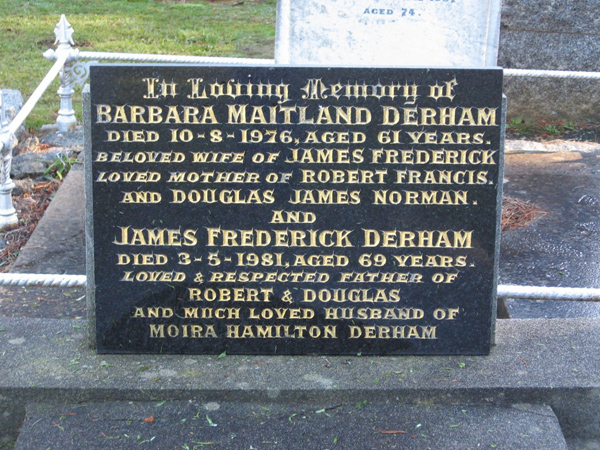 AGED 74.
In Loving Memory of
BARBARA MAITLAND DERHAM
DIED 10-8-1976, AGED 61 YEARS.
BELOVED WIFE OF JAMES FREDERICK
LOVED MOTHER OF ROBERT FRANCIS.
AND DOUGLAS JAMES NORMAN.
AND
JAMES FREDERICK DERHAM
DIED 3-5-1981, AGED 69 YEARS.
LOVED & RESPECTED FATHER OF
ROBERT & DOUGLAS
AND MUCH LOVED HUSBAND OF
MOIRA HAMILTON DERHAM